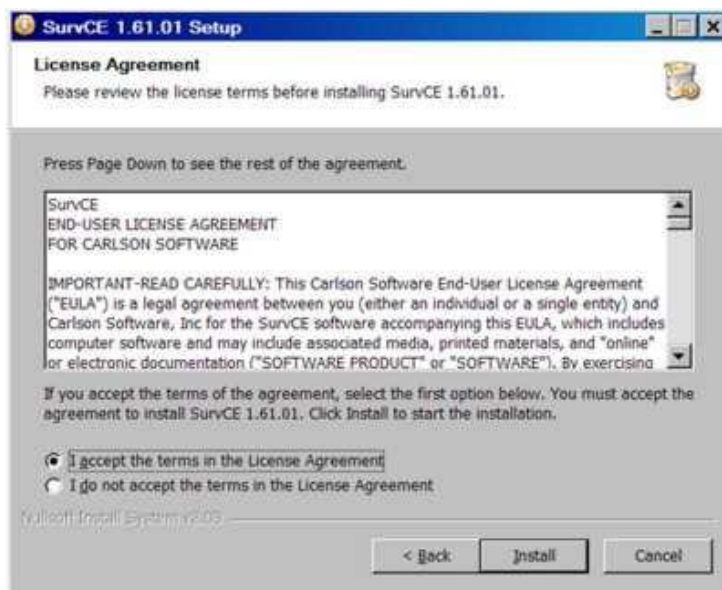 SurvCE 1.61.01 Setup
License Agreement
Please review the license terms before installing SurvCE 1.61.01.
Press Page Down to see the rest of the agreement.
SurvCE
END-USER LICENSE AGREEMENT
FOR CARLSON SOFTWARE
IMPORTANT-READ CAREFULLY: This Carlson Software End-User License Agreement
("EULA") is a legal agreement between you (either an individual or a single entity) and
Carlson Software, Inc for the SurvCE software accompanying this EULA, which includes
computer software and may include associated media, printed materials, and "online"
or electronic documentation ("SOFTWARE PRODUCT" or "SOFTWARE"). By exercising
If you accept the terms of the agreement, select the first option below. You must accept the
agreement to install SurvCE 1.61.01. Click Install to start the installation.
I accept the terms in the License Agreement
I do not accept the terms in the License Agreement
Nullsoft Install System
< Back
Install
Cancel